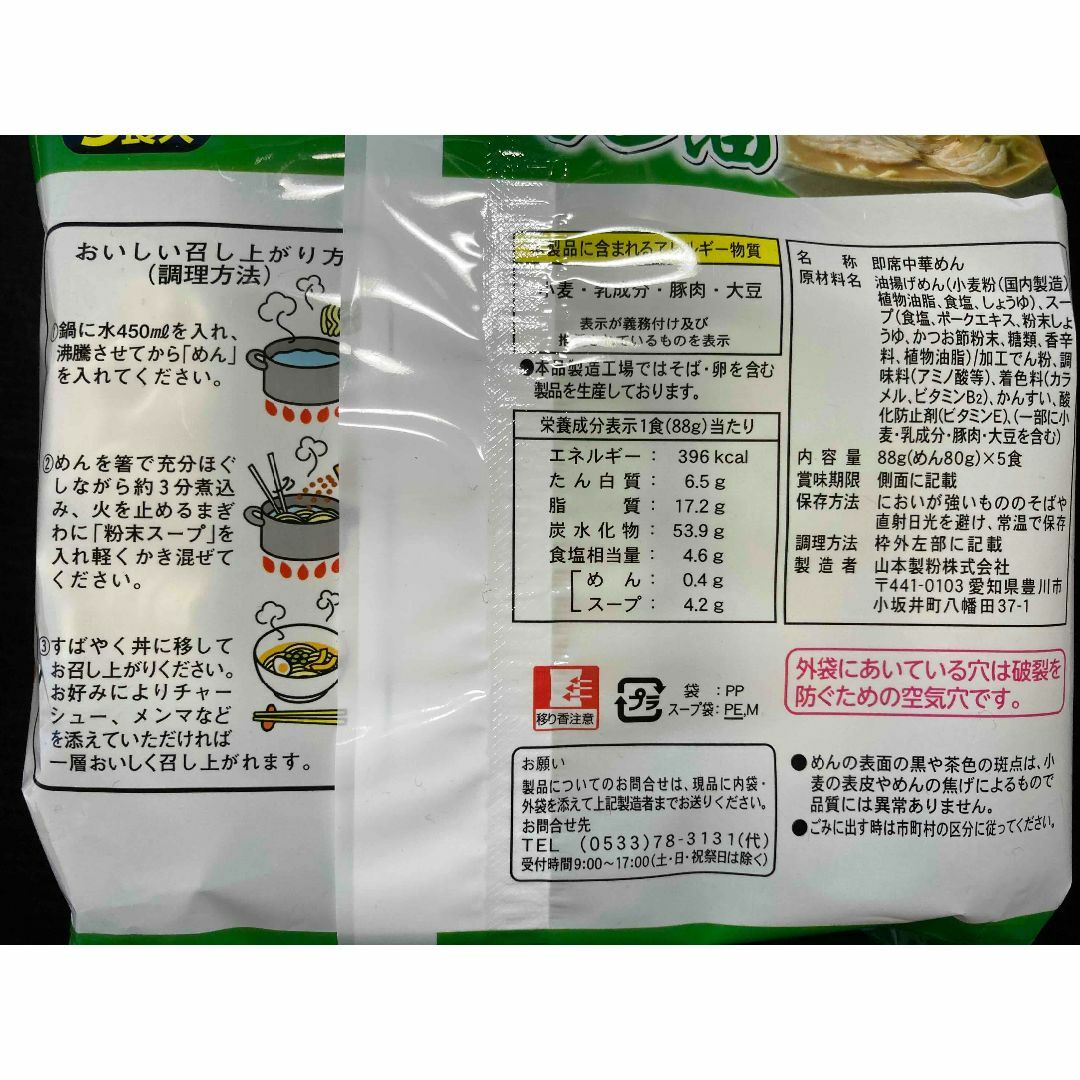 おいしい召し上がり方
(調理方法)
①鍋に水450mlを入れ、
沸騰させてから「めん」
を入れてください。
②めんを箸で充分ほぐ
しながら約3分煮込
み、火を止めるまぎ
わに「粉末スープ」を
入れ軽くかき混ぜて
ください。
③すばやく丼に移して
お召し上がりください。
お好みによりチャー
シュー、メンマなど
を添えていただければ
一層おいしく召し上がれます。
製品に含まれるアレルギー物質
小麦・乳成分・豚肉・大豆
表示が義務付け及び
ているものを表示
●本品製造工場ではそば・卵を含む
製品を生産しております。
栄養成分表示1食(88g)当たり
エネルギー: 396kcal
たん白質: 6.5g
脂質: 17.2g
炭水化物: 53.9g
食塩相当量: 4.6g
めん: 0.4g
スープ: 4.2g
移り香注意
プラ
袋:PP
スープ袋:PE,M
お願い
製品についてのお問合せは、現品に内袋・
外袋を添えて上記製造者までお送りください。
お問合せ先
TEL (0533)78-3131(代)
受付時間9:00~17:00(土・日・祝祭日は除く)
名称 即席中華めん
原材料名 油揚げめん(小麦粉(国内製造)
植物油脂、食塩、しょうゆ)、スー
プ(食塩、ポークエキス、粉末しょ
うゆ、かつお節粉末、糖類、香辛
料、植物油脂)/加工でん粉、調
味料(アミノ酸等)、着色料(カラ
メル、ビタミンB2)、かんすい、酸
化防止剤(ビタミンE)、(一部に小
麦・乳成分・豚肉・大豆を含む)
内容量 88g(めん80g)×5食
賞味期限 側面に記載
保存方法 においが強いもののそばや
直射日光を避け、常温で保存
調理方法 枠外左部に記載
製造者 山本製粉株式会社
〒441-0103 愛知県豊川市
小坂井町八幡田37-1
外袋にあいている穴は破裂を
防ぐための空気穴です。
●めんの表面の黒や茶色の斑点は、小
麦の表皮やめんの焦げによるもので
品質には異常ありません。
●ごみに出す時は市町村の区分に従ってください。